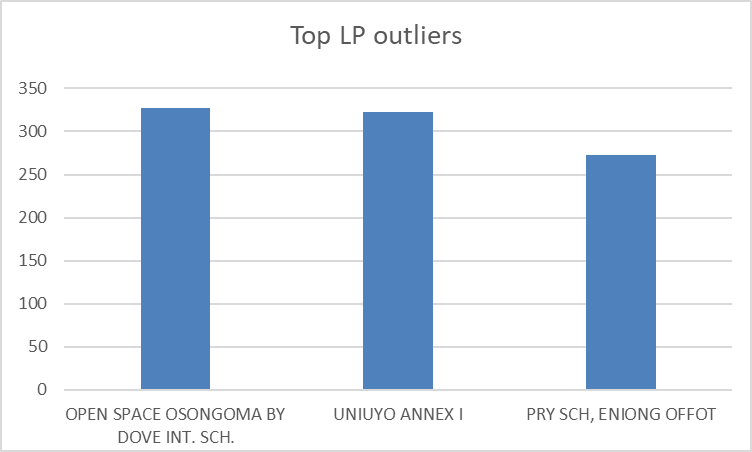 Top LP outliers
350
300
250
200
150
100
50
0
OPEN SPACE OSONGOMA BY
DOVE INT. SCH.
UNIUYO ANNEX I
PRY SCH, ENIONG OFFOT